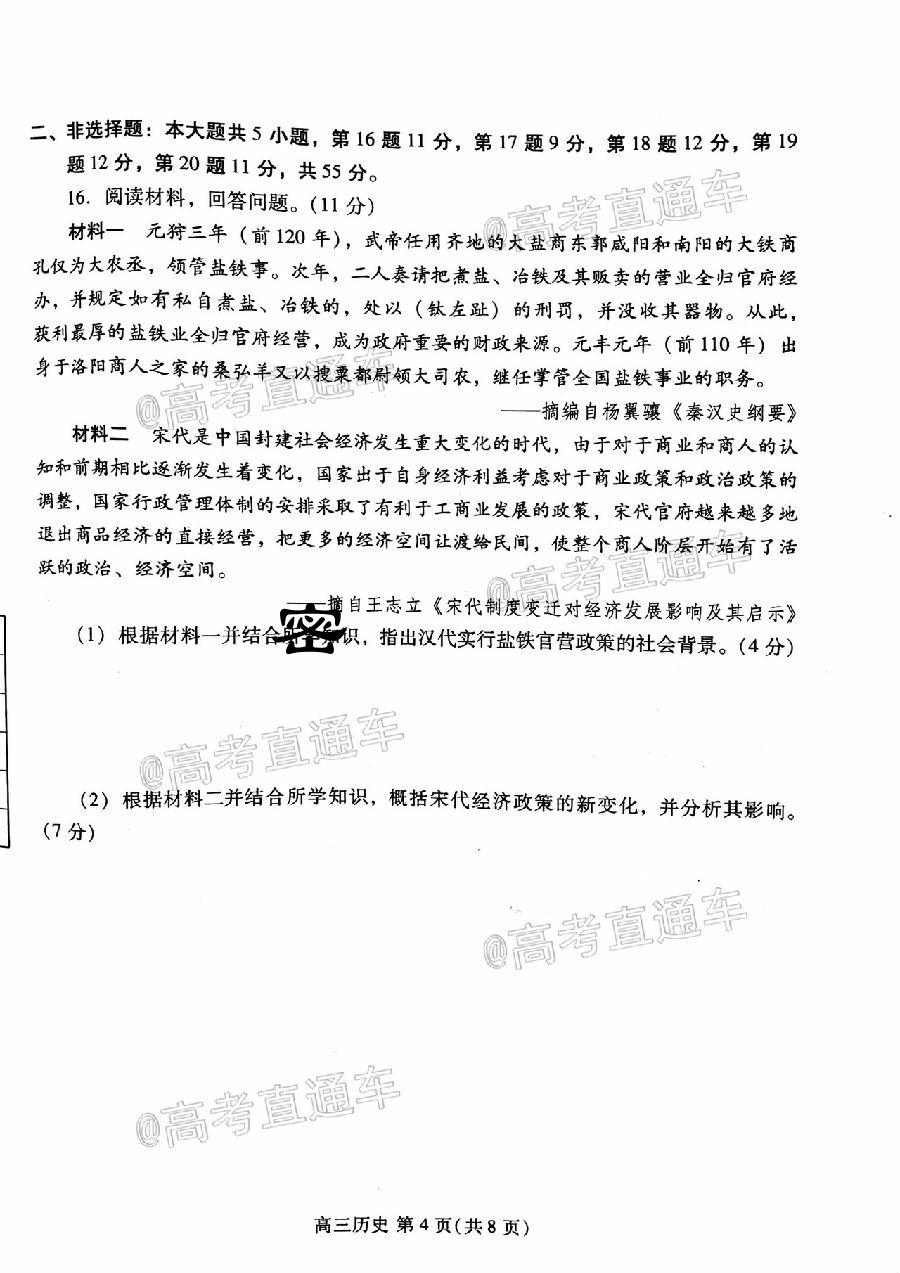 二、非选择题：本大题共 5 小题，第 16 题 11 分，第 17 题 9 分，第 18 题 12 分，第 19
题 12 分，第 20 题 11 分，共 55 分。
16. 阅读材料，回答问题。(11 分)
@高考直通车
材料一 元狩三年（前 120 年），武帝任用齐地的大盐商东郭咸阳和南阳的大铁商
孔仅为大农丞，领管盐铁事。次年，二人奏请把煮盐、冶铁及其贩卖的营业全归官府经
办，并规定如有私自煮盐、冶铁的，处以（钛左趾）的刑罚，并没收其器物。从此，
获利最厚的盐铁业全归官府经营，成为政府重要的财政来源。元丰元年（前 110 年）出
身于洛阳商人之家的桑弘羊又以搜粟都尉领大司农，继任掌管全国盐铁事业的职务。
@高考直通车
——摘编自杨翼骧《秦汉史纲要》
材料二 宋代是中国封建社会经济发生重大变化的时代，由于对于商业和商人的认
知和前期相比逐渐发生着变化，国家出于自身经济利益考虑对于商业政策和政治政策的
调整，国家行政管理体制的安排采取了有利于工商业发展的政策，宋代官府越来越多地
退出商品经济的直接经营，把更多的经济空间让渡给民间，使整个商人阶层开始有了活
跃的政治、经济空间。
@高考直通车
——摘自王志立《宋代制度变迁对经济发展影响及其启示》
密
(1) 根据材料一并结合所 知识，指出汉代实行盐铁官营政策的社会背景。(4 分)
@高考直通车
(2) 根据材料二并结合所学知识，概括宋代经济政策的新变化，并分析其影响。
(7 分)
@高考直通车
@高考直通车
高三历史 第 4 页(共 8 页)